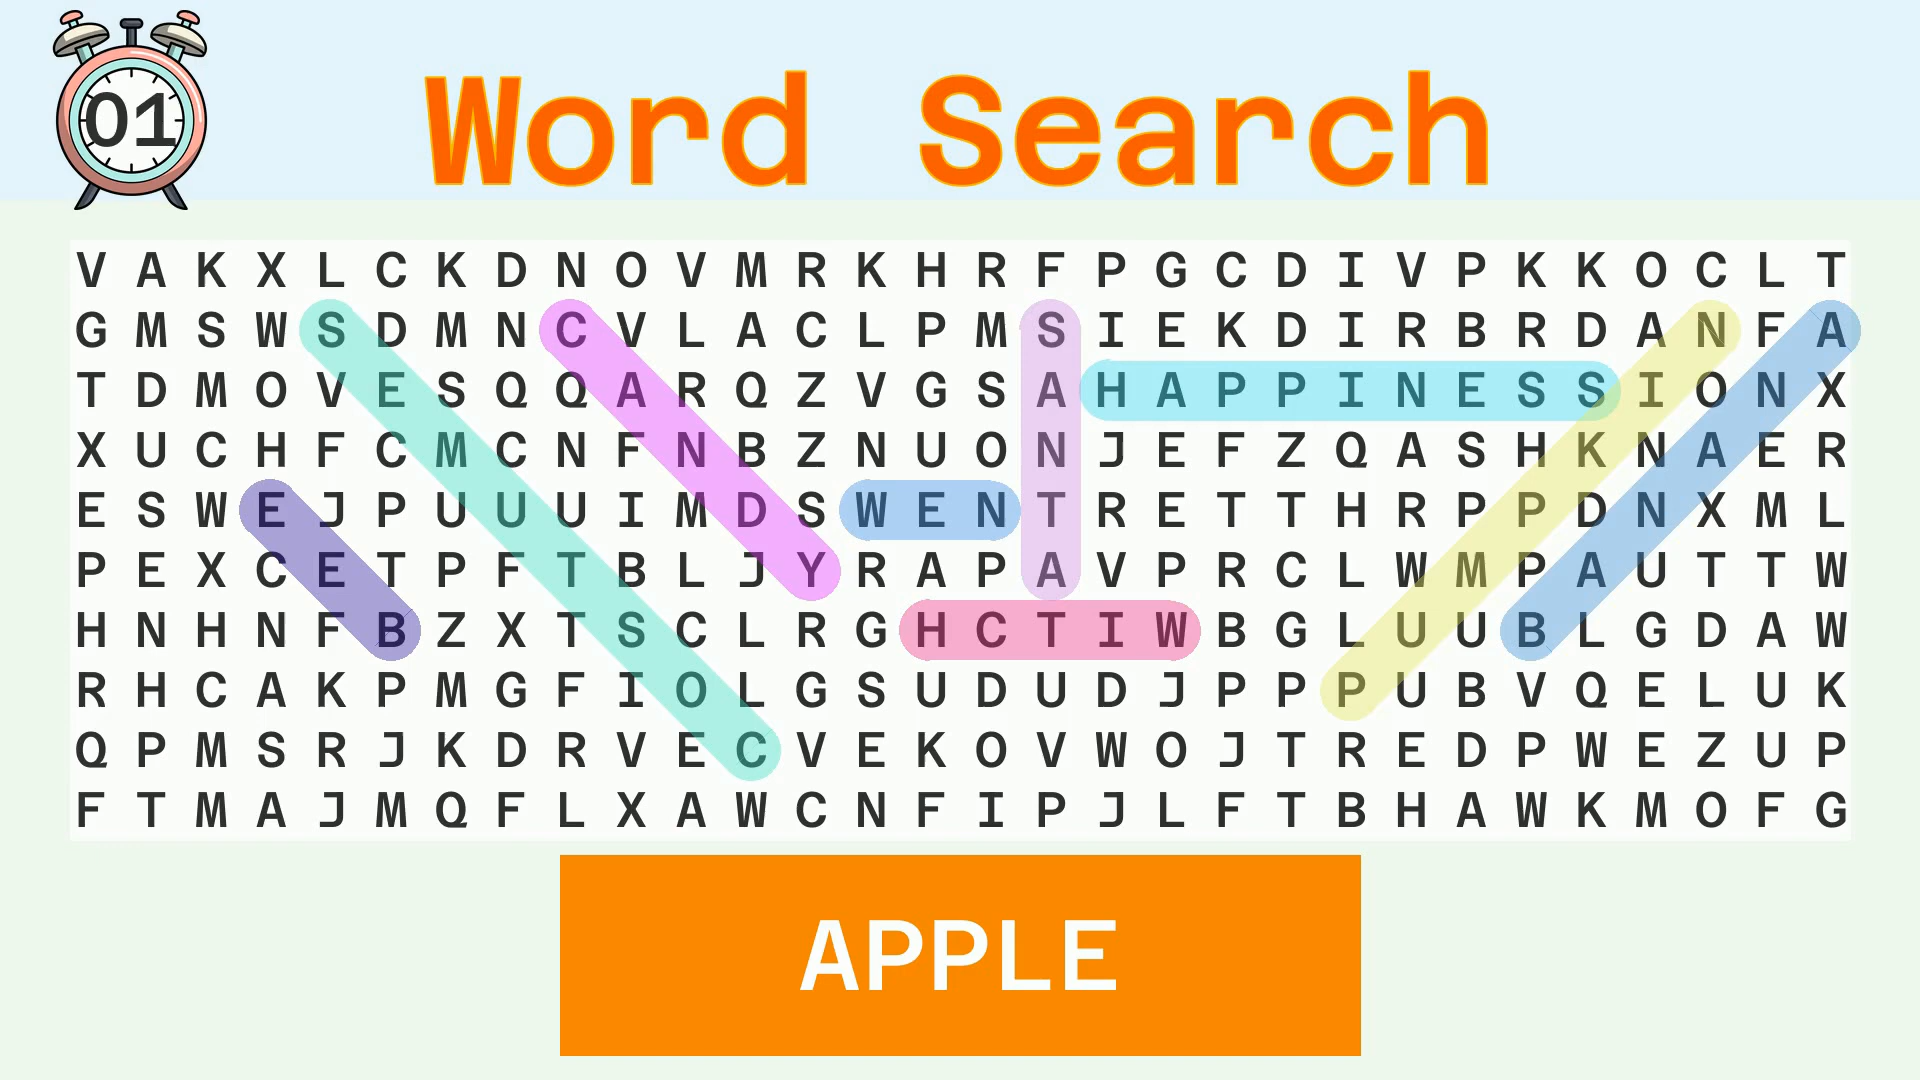 01
Word Search
V A K X L C K D N O V M R K H R F P G C D I V P K K O C L T
G M S W S D M N C V L A C L P M S I E K D I R B R D A N F A
T D M O V E S Q Q A R Q Z V G S A H A P P I N E S S I O N X
X U C H F C M C N F N B Z N U O N J E F Z Q A S H K N A E R
E S W E J P U U U I M D S W E N T R E T T H R P P D N X M L
P E X C E T P F T B L J Y R A P A V P R C L W M P A U T T W
H N H N F B Z X T S C L R G H C T I W B G L U U B L G D A W
R H C A K P M G F I O L G S U D U D J P P P U B V Q E L U K
Q P M S R J K D R V E C V E K O V W O J T R E D P W E Z U P
F T M A J M Q F L X A W C N F I P J L F T B H A W K M O F G
APPLE